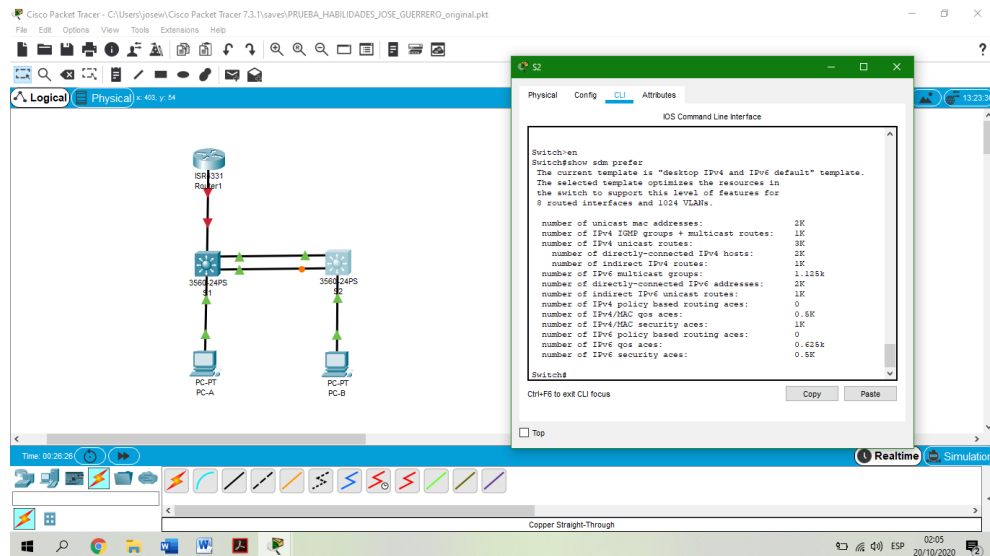 Cisco Packet Tracer - C:\Users\josew\Cisco Packet Tracer 7.3.1\saves\PRUEBA_HABILIDADES_JOSE_GUERRERO_original.pkt
File Edit Options View Tools Extensions Help
?
Logical Physical x: 403, y: 54
13:23:3
ISR4331
Router1
3560-24PS
S1
3560-24PS
S2
PC-PT
PC-A
PC-PT
PC-B
S2
Physical Config CLI Attributes
IOS Command Line Interface
Switch>en
Switch#show sdm prefer
The current template is "desktop IPv4 and IPv6 default" template.
The selected template optimizes the resources in
the switch to support this level of features for
8 routed interfaces and 1024 VLANs.
number of unicast mac addresses: 2K
number of IPv4 IGMP groups + multicast routes: 1K
number of IPv4 unicast routes: 3K
number of directly-connected IPv4 hosts: 2K
number of indirect IPv4 routes: 1K
number of IPv6 multicast groups: 1.125k
number of directly-connected IPv6 addresses: 2K
number of indirect IPv6 unicast routes: 1K
number of IPv4 policy based routing aces: 0
number of IPv4/MAC qos aces: 0.5K
number of IPv4/MAC security aces: 1K
number of IPv6 policy based routing aces: 0
number of IPv6 qos aces: 0.625k
number of IPv6 security aces: 0.5K
Switch#
Ctrl+F6 to exit CLI focus Copy Paste
Top
Time: 00:26:26 Realtime Simulation
Copper Straight-Through
ESP 02:05
20/10/2020 2